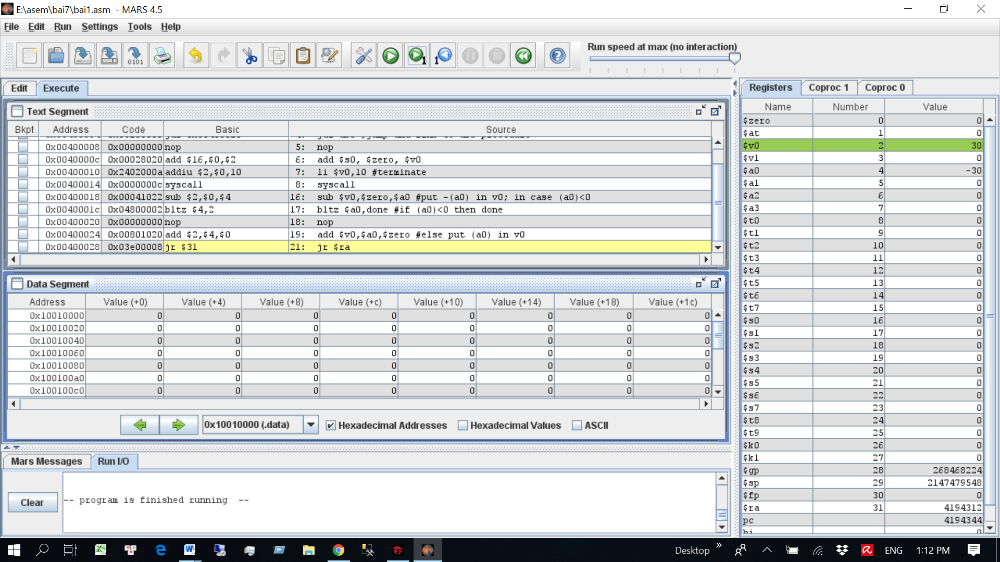 E:\asem\bai7\bai1.asm - MARS 4.5
File Edit Run Settings Tools Help
Run speed at max (no interaction)
0101
1
1
Edit Execute
Text Segment
Bkpt Address Code Basic Source
0x00400008 0x00000000 nop 5: nop
0x0040000c 0x00028020 add $16,$0,$2 6: add $s0, $zero, $v0
0x00400010 0x2402000a addiu $2,$0,10 7: li $v0,10 #terminate
0x00400014 0x0000000c syscall 8: syscall
0x00400018 0x00041022 sub $2,$0,$4 16: sub $v0,$zero,$a0 #put -(a0) in v0; in case (a0)<0
0x0040001c 0x04800002 bltz $4,2 17: bltz $a0,done #if (a0)<0 then done
0x00400020 0x00000000 nop 18: nop
0x00400024 0x00801020 add $2,$4,$0 19: add $v0,$a0,$zero #else put (a0) in v0
0x00400028 0x03e00008 jr $31 21: jr $ra
Data Segment
Address Value (+0) Value (+4) Value (+8) Value (+c) Value (+10) Value (+14) Value (+18) Value (+1c)
0x10010000 0 0 0 0 0 0 0 0
0x10010020 0 0 0 0 0 0 0 0
0x10010040 0 0 0 0 0 0 0 0
0x10010060 0 0 0 0 0 0 0 0
0x10010080 0 0 0 0 0 0 0 0
0x100100a0 0 0 0 0 0 0 0 0
0x100100c0 0 0 0 0 0 0 0 0
0x10010000 (.data) Hexadecimal Addresses Hexadecimal Values ASCII
Mars Messages Run I/O
Clear
-- program is finished running --
Registers Coproc 1 Coproc 0
Name Number Value
$zero 0 0
$at 1 0
$v0 2 30
$v1 3 0
$a0 4 -30
$a1 5 0
$a2 6 0
$a3 7 0
$t0 8 0
$t1 9 0
$t2 10 0
$t3 11 0
$t4 12 0
$t5 13 0
$t6 14 0
$t7 15 0
$s0 16 0
$s1 17 0
$s2 18 0
$s3 19 0
$s4 20 0
$s5 21 0
$s6 22 0
$s7 23 0
$t8 24 0
$t9 25 0
$k0 26 0
$k1 27 0
$gp 28 268468224
$sp 29 2147479548
$fp 30 0
$ra 31 4194312
pc 4194344
hi 0
Desktop ENG 1:12 PM